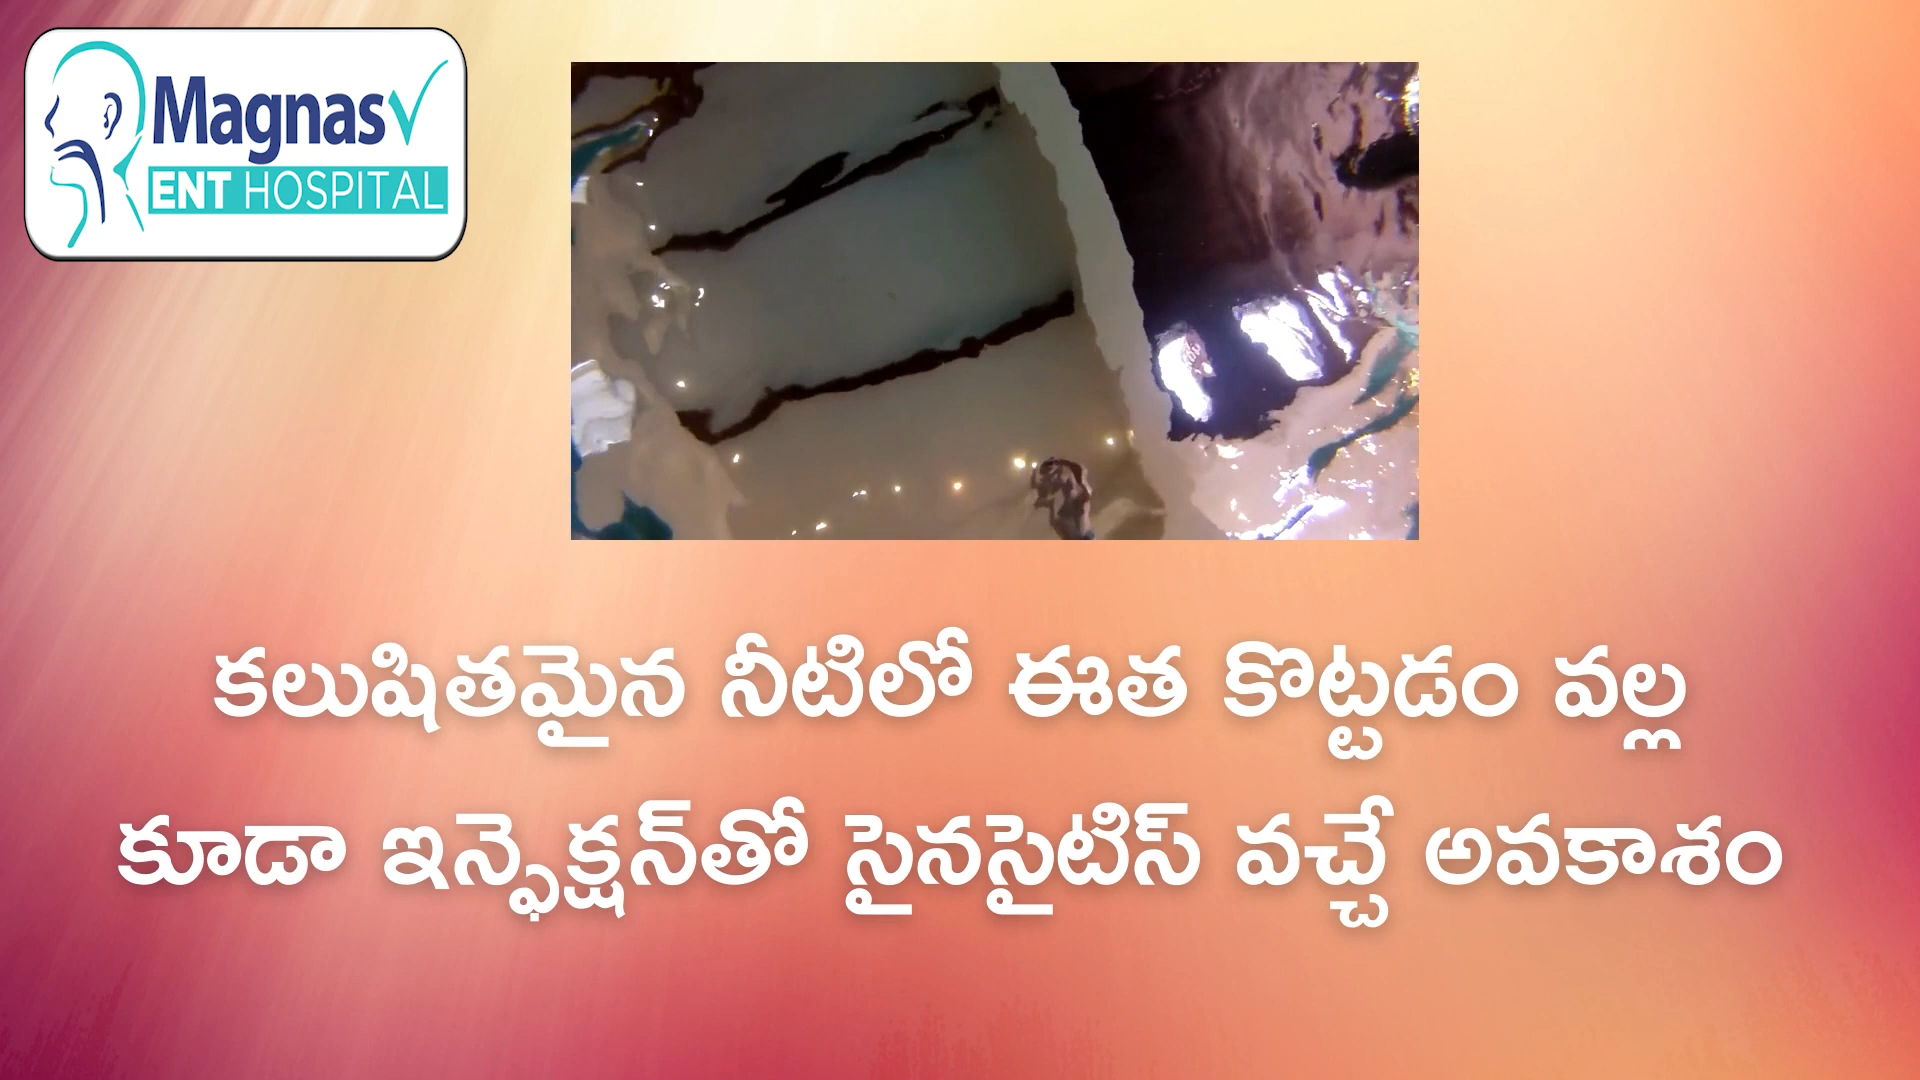 Magnas
ENT HOSPITAL
కలుషితమైన నీటిలో ఈత కొట్టడం వల్ల
కూడా ఇన్ఫెక్షన్‌తో సైనసైటిస్ వచ్చే అవకాశం